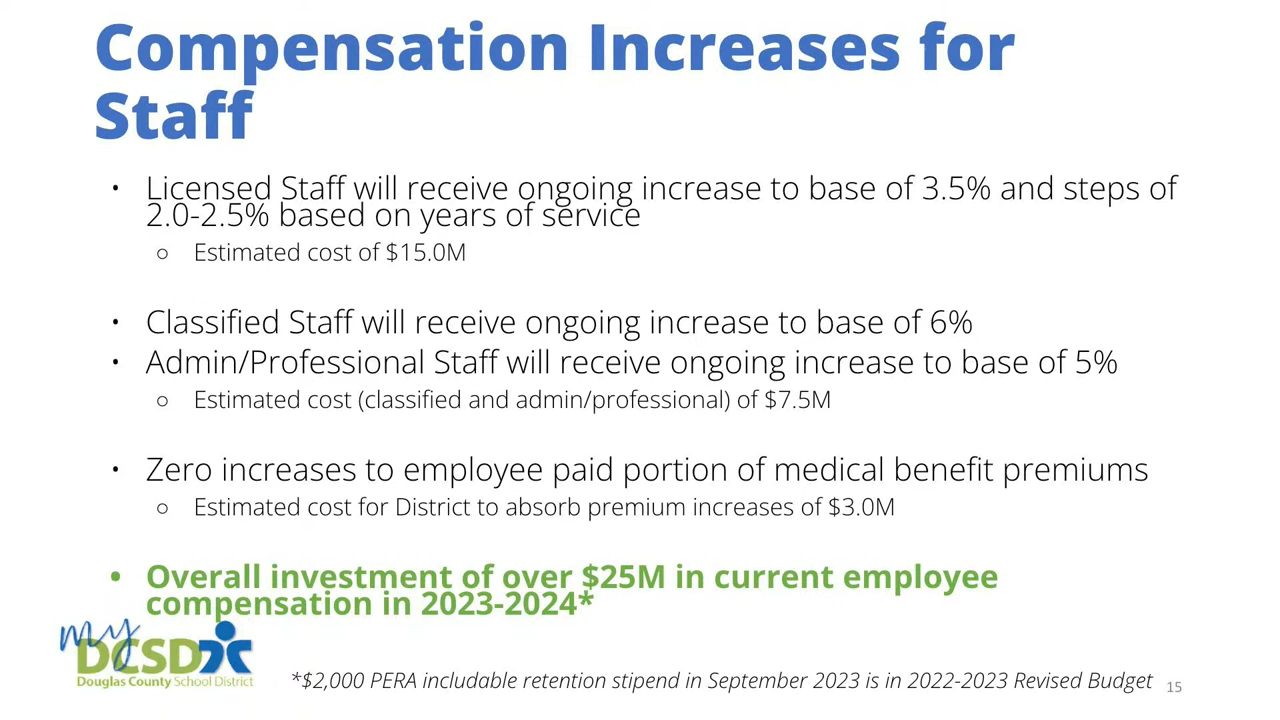 Compensation Increases for
Staff
• Licensed Staff will receive ongoing increase to base of 3.5% and steps of
2.0-2.5% based on years of service
○ Estimated cost of $15.0M
• Classified Staff will receive ongoing increase to base of 6%
• Admin/Professional Staff will receive ongoing increase to base of 5%
○ Estimated cost (classified and admin/professional) of $7.5M
• Zero increases to employee paid portion of medical benefit premiums
○ Estimated cost for District to absorb premium increases of $3.0M
• Overall investment of over $25M in current employee
compensation in 2023-2024*
my
DCSD
Douglas County School District
*$2,000 PERA includable retention stipend in September 2023 is in 2022-2023 Revised Budget
15